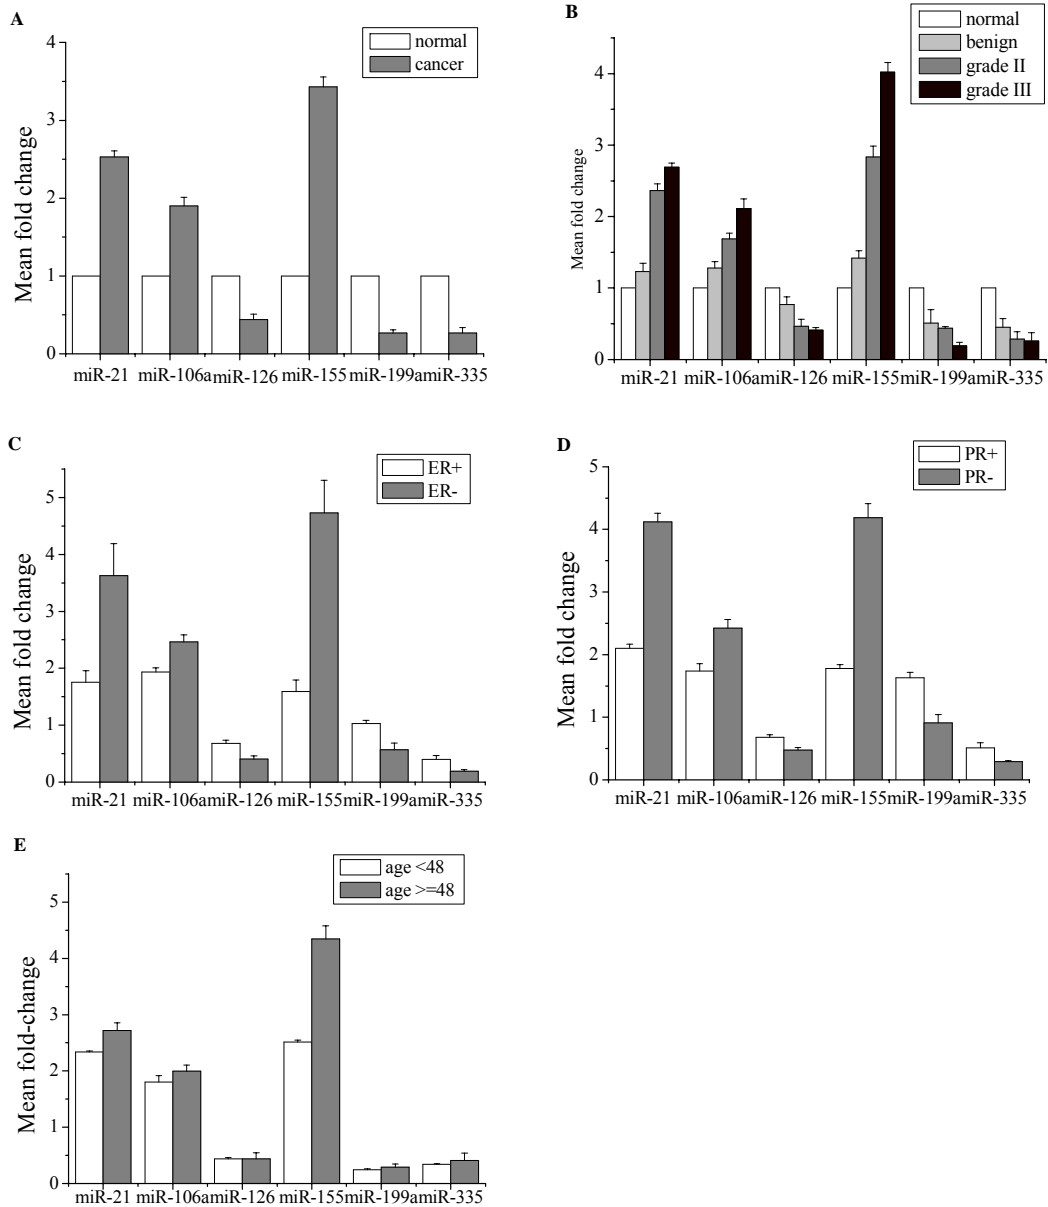 A
normal
cancer
Mean fold change
4
3
2
1
0
miR-21 miR-106a miR-126 miR-155 miR-199a miR-335
B
normal
benign
grade II
grade III
Mean fold change
4
3
2
1
0
miR-21 miR-106a miR-126 miR-155 miR-199a miR-335
C
ER+
ER-
Mean fold change
5
4
3
2
1
0
miR-21 miR-106a miR-126 miR-155 miR-199a miR-335
D
PR+
PR-
Mean fold change
5
4
3
2
1
0
miR-21 miR-106a miR-126 miR-155 miR-199a miR-335
E
age <48
age >=48
Mean fold-change
5
4
3
2
1
0
miR-21 miR-106a miR-126 miR-155 miR-199a miR-335